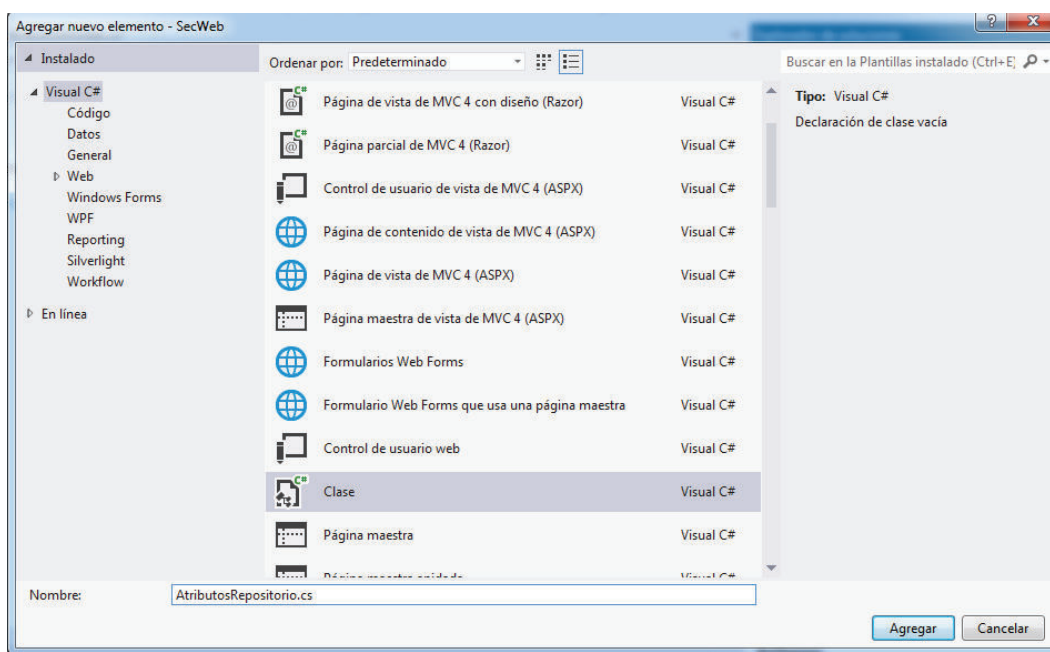 Agregar nuevo elemento - SecWeb
Instalado
Ordenar por: Predeterminado
Buscar en la Plantillas instalado (Ctrl+E)
Visual C#
Código
Datos
General
Web
Windows Forms
WPF
Reporting
Silverlight
Workflow
En línea
Página de vista de MVC 4 con diseño (Razor) Visual C#
Página parcial de MVC 4 (Razor) Visual C#
Control de usuario de vista de MVC 4 (ASPX) Visual C#
Página de contenido de vista de MVC 4 (ASPX) Visual C#
Página de vista de MVC 4 (ASPX) Visual C#
Página maestra de vista de MVC 4 (ASPX) Visual C#
Formularios Web Forms Visual C#
Formulario Web Forms que usa una página maestra Visual C#
Control de usuario web Visual C#
Clase Visual C#
Página maestra Visual C#
Página maestra anidada Visual C#
Tipo: Visual C#
Declaración de clase vacía
Nombre: AtributosRepositorio.cs
Agregar Cancelar